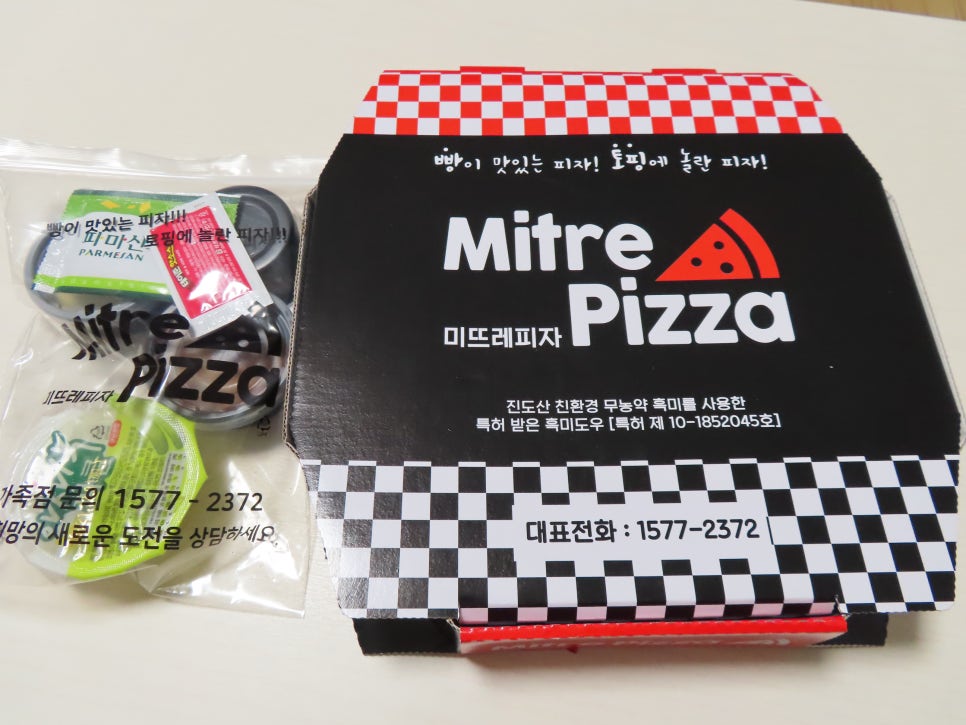 빵이 맛있는 피자! 토핑에 놀란 피자!
Mitre
Pizza
미뜨레피자
진도산 친환경 무농약 흑미를 사용한
특허 받은 흑미도우 [특허 제 10-1852045호]
대표전화 : 1577-2372
빵이 맛있는 피자!!!
토핑에 놀란 피자!!!
파마산
PARMESAN
Mitre
Pizza
미뜨레피자
가족점 문의 1577 - 2372
희망의 새로운 도전을 상담하세요